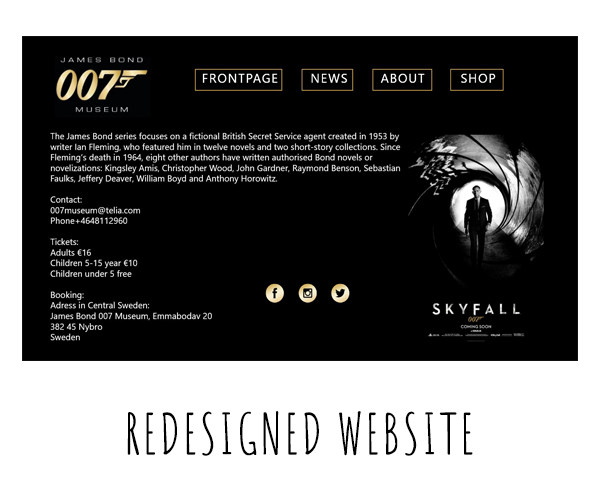 JAMES BOND
007
MUSEUM
FRONTPAGE
NEWS
ABOUT
SHOP
The James Bond series focuses on a fictional British Secret Service agent created in 1953 by
writer Ian Fleming, who featured him in twelve novels and two short-story collections. Since
Fleming's death in 1964, eight other authors have written authorised Bond novels or
novelizations: Kingsley Amis, Christopher Wood, John Gardner, Raymond Benson, Sebastian
Faulks, Jeffery Deaver, William Boyd and Anthony Horowitz.
Contact:
007museum@telia.com
Phone+4648112960
Tickets:
Adults €16
Children 5-15 year €10
Children under 5 free
Booking:
Adress in Central Sweden:
James Bond 007 Museum, Emmabodav 20
382 45 Nybro
Sweden
SKYFALL
007
COMING SOON
REDESIGNED WEBSITE